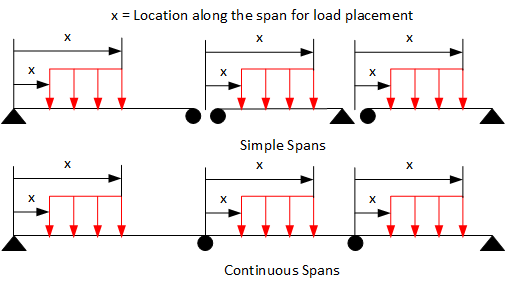 x = Location along the span for load placement
x
x
x
x
x
x
Simple Spans
x
x
x
x
x
x
Continuous Spans